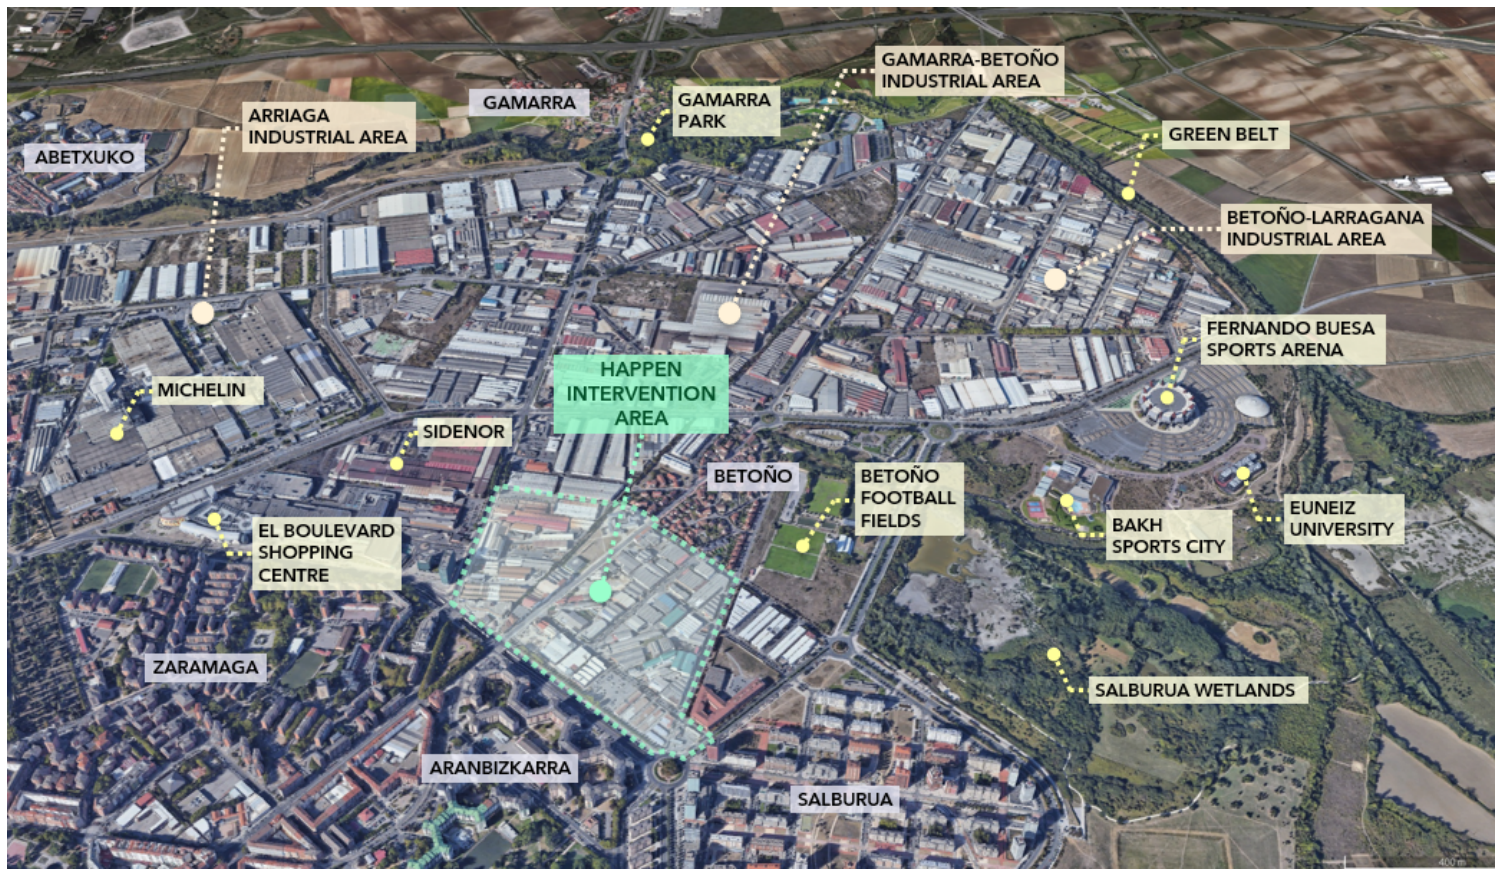 GAMARRA-BETOÑO
INDUSTRIAL AREA
GAMARRA
GAMARRA
PARK
ARRIAGA
INDUSTRIAL AREA
GREEN BELT
ABETXUKO
BETOÑO-LARRAGANA
INDUSTRIAL AREA
FERNANDO BUESA
SPORTS ARENA
HAPPEN
INTERVENTION
AREA
MICHELIN
SIDENOR
BETOÑO
BETOÑO
FOOTBALL
FIELDS
EUNEIZ
UNIVERSITY
BAKH
SPORTS CITY
EL BOULEVARD
SHOPPING
CENTRE
ZARAMAGA
SALBURUA WETLANDS
ARANBIZKARRA
SALBURUA
400 m